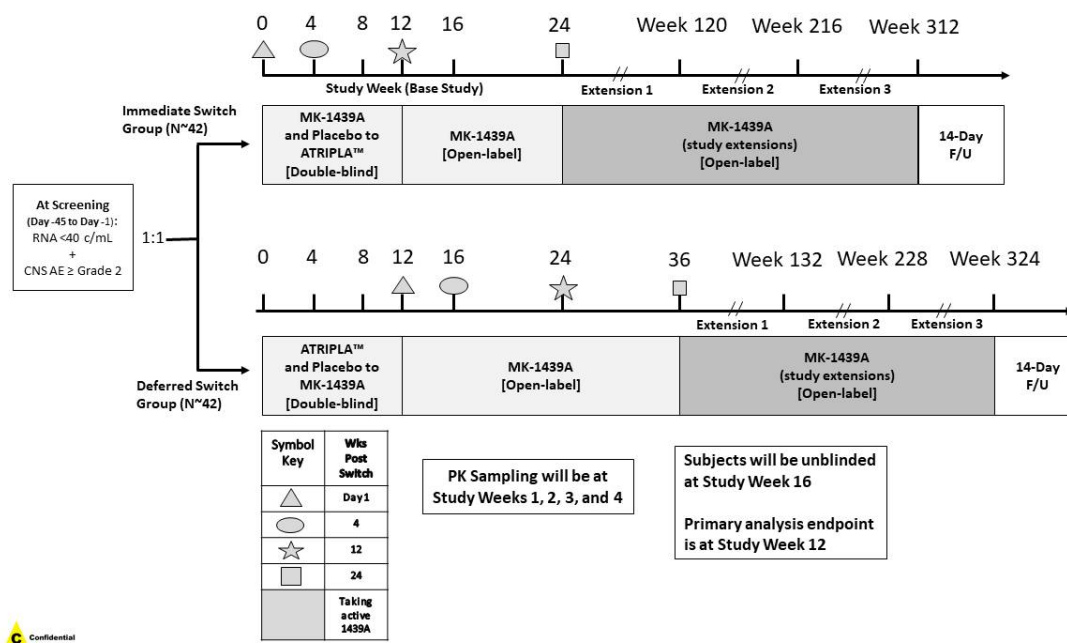 0 4 8 12 16 24 Week 120 Week 216 Week 312
Study Week (Base Study) Extension 1 Extension 2 Extension 3
Immediate Switch
Group (N~42)
MK-1439A
and Placebo to
ATRIPLA™
[Double-blind]
MK-1439A
[Open-label]
MK-1439A
(study extensions)
[Open-label]
14-Day
F/U
At Screening
(Day -45 to Day -1):
RNA <40 c/mL
+
CNS AE ≥ Grade 2
1:1
0 4 8 12 16 24 36 Week 132 Week 228 Week 324
Extension 1 Extension 2 Extension 3
Deferred Switch
Group (N~42)
ATRIPLA™
and Placebo to
MK-1439A
[Double-blind]
MK-1439A
[Open-label]
MK-1439A
(study extensions)
[Open-label]
14-Day
F/U
Symbol
Key
Wks
Post
Switch
Day 1
4
12
24
Taking
active
1439A
PK Sampling will be at
Study Weeks 1, 2, 3, and 4
Subjects will be unblinded
at Study Week 16
Primary analysis endpoint
is at Study Week 12
C Confidential